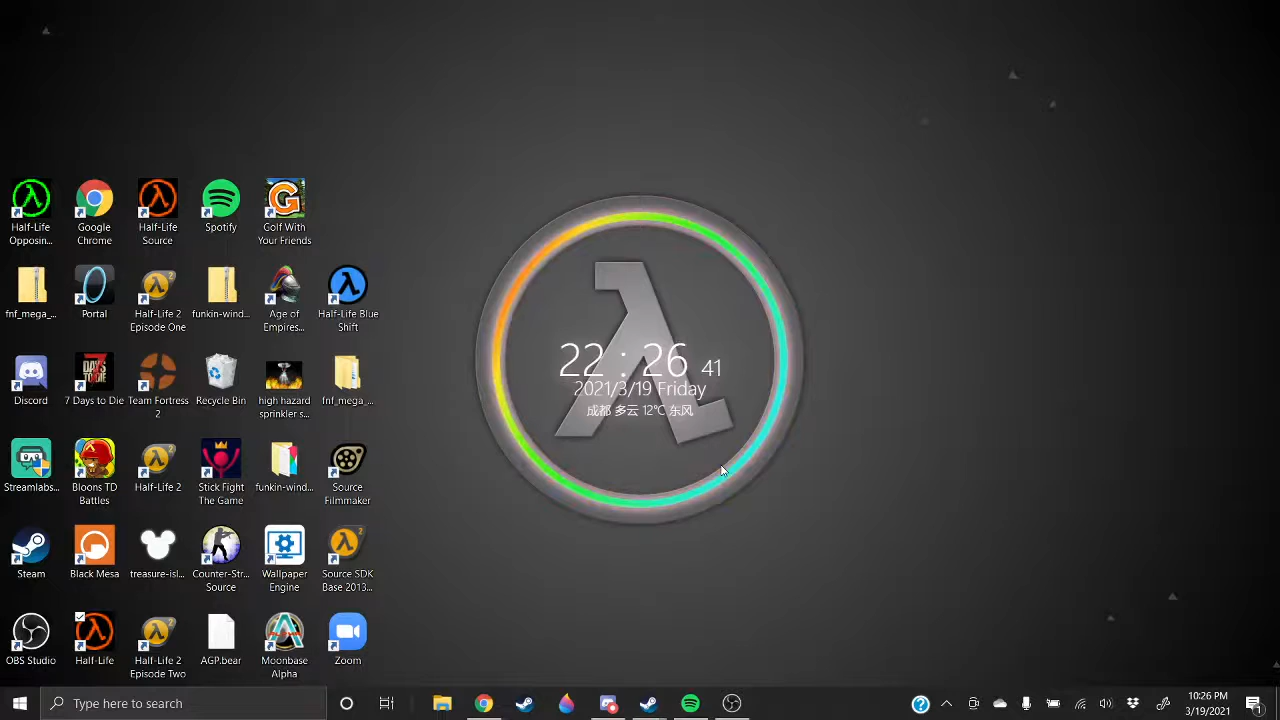 Half-Life
Opposin...
Google
Chrome
Half-Life
Source
Spotify
Golf With
Your Friends
fnf_mega_...
Portal
Half-Life 2
Episode One
funkin-wind...
Age of
Empires...
Half-Life Blue
Shift
Discord
7 Days to Die
Team Fortress
2
Recycle Bin
high hazard
sprinkler s...
fnf_mega_...
Streamlabs...
Bloons TD
Battles
Half-Life 2
Stick Fight
The Game
funkin-wind...
Source
Filmmaker
Steam
Black Mesa
treasure-isl...
Counter-Str...
Source
Wallpaper
Engine
Source SDK
Base 2013...
OBS Studio
Half-Life
Half-Life 2
Episode Two
AGP.bear
Moonbase
Alpha
Zoom
22 : 26 41
2021/3/19 Friday
成都 多云 12℃ 东风
Type here to search
10:26 PM
3/19/2021
1